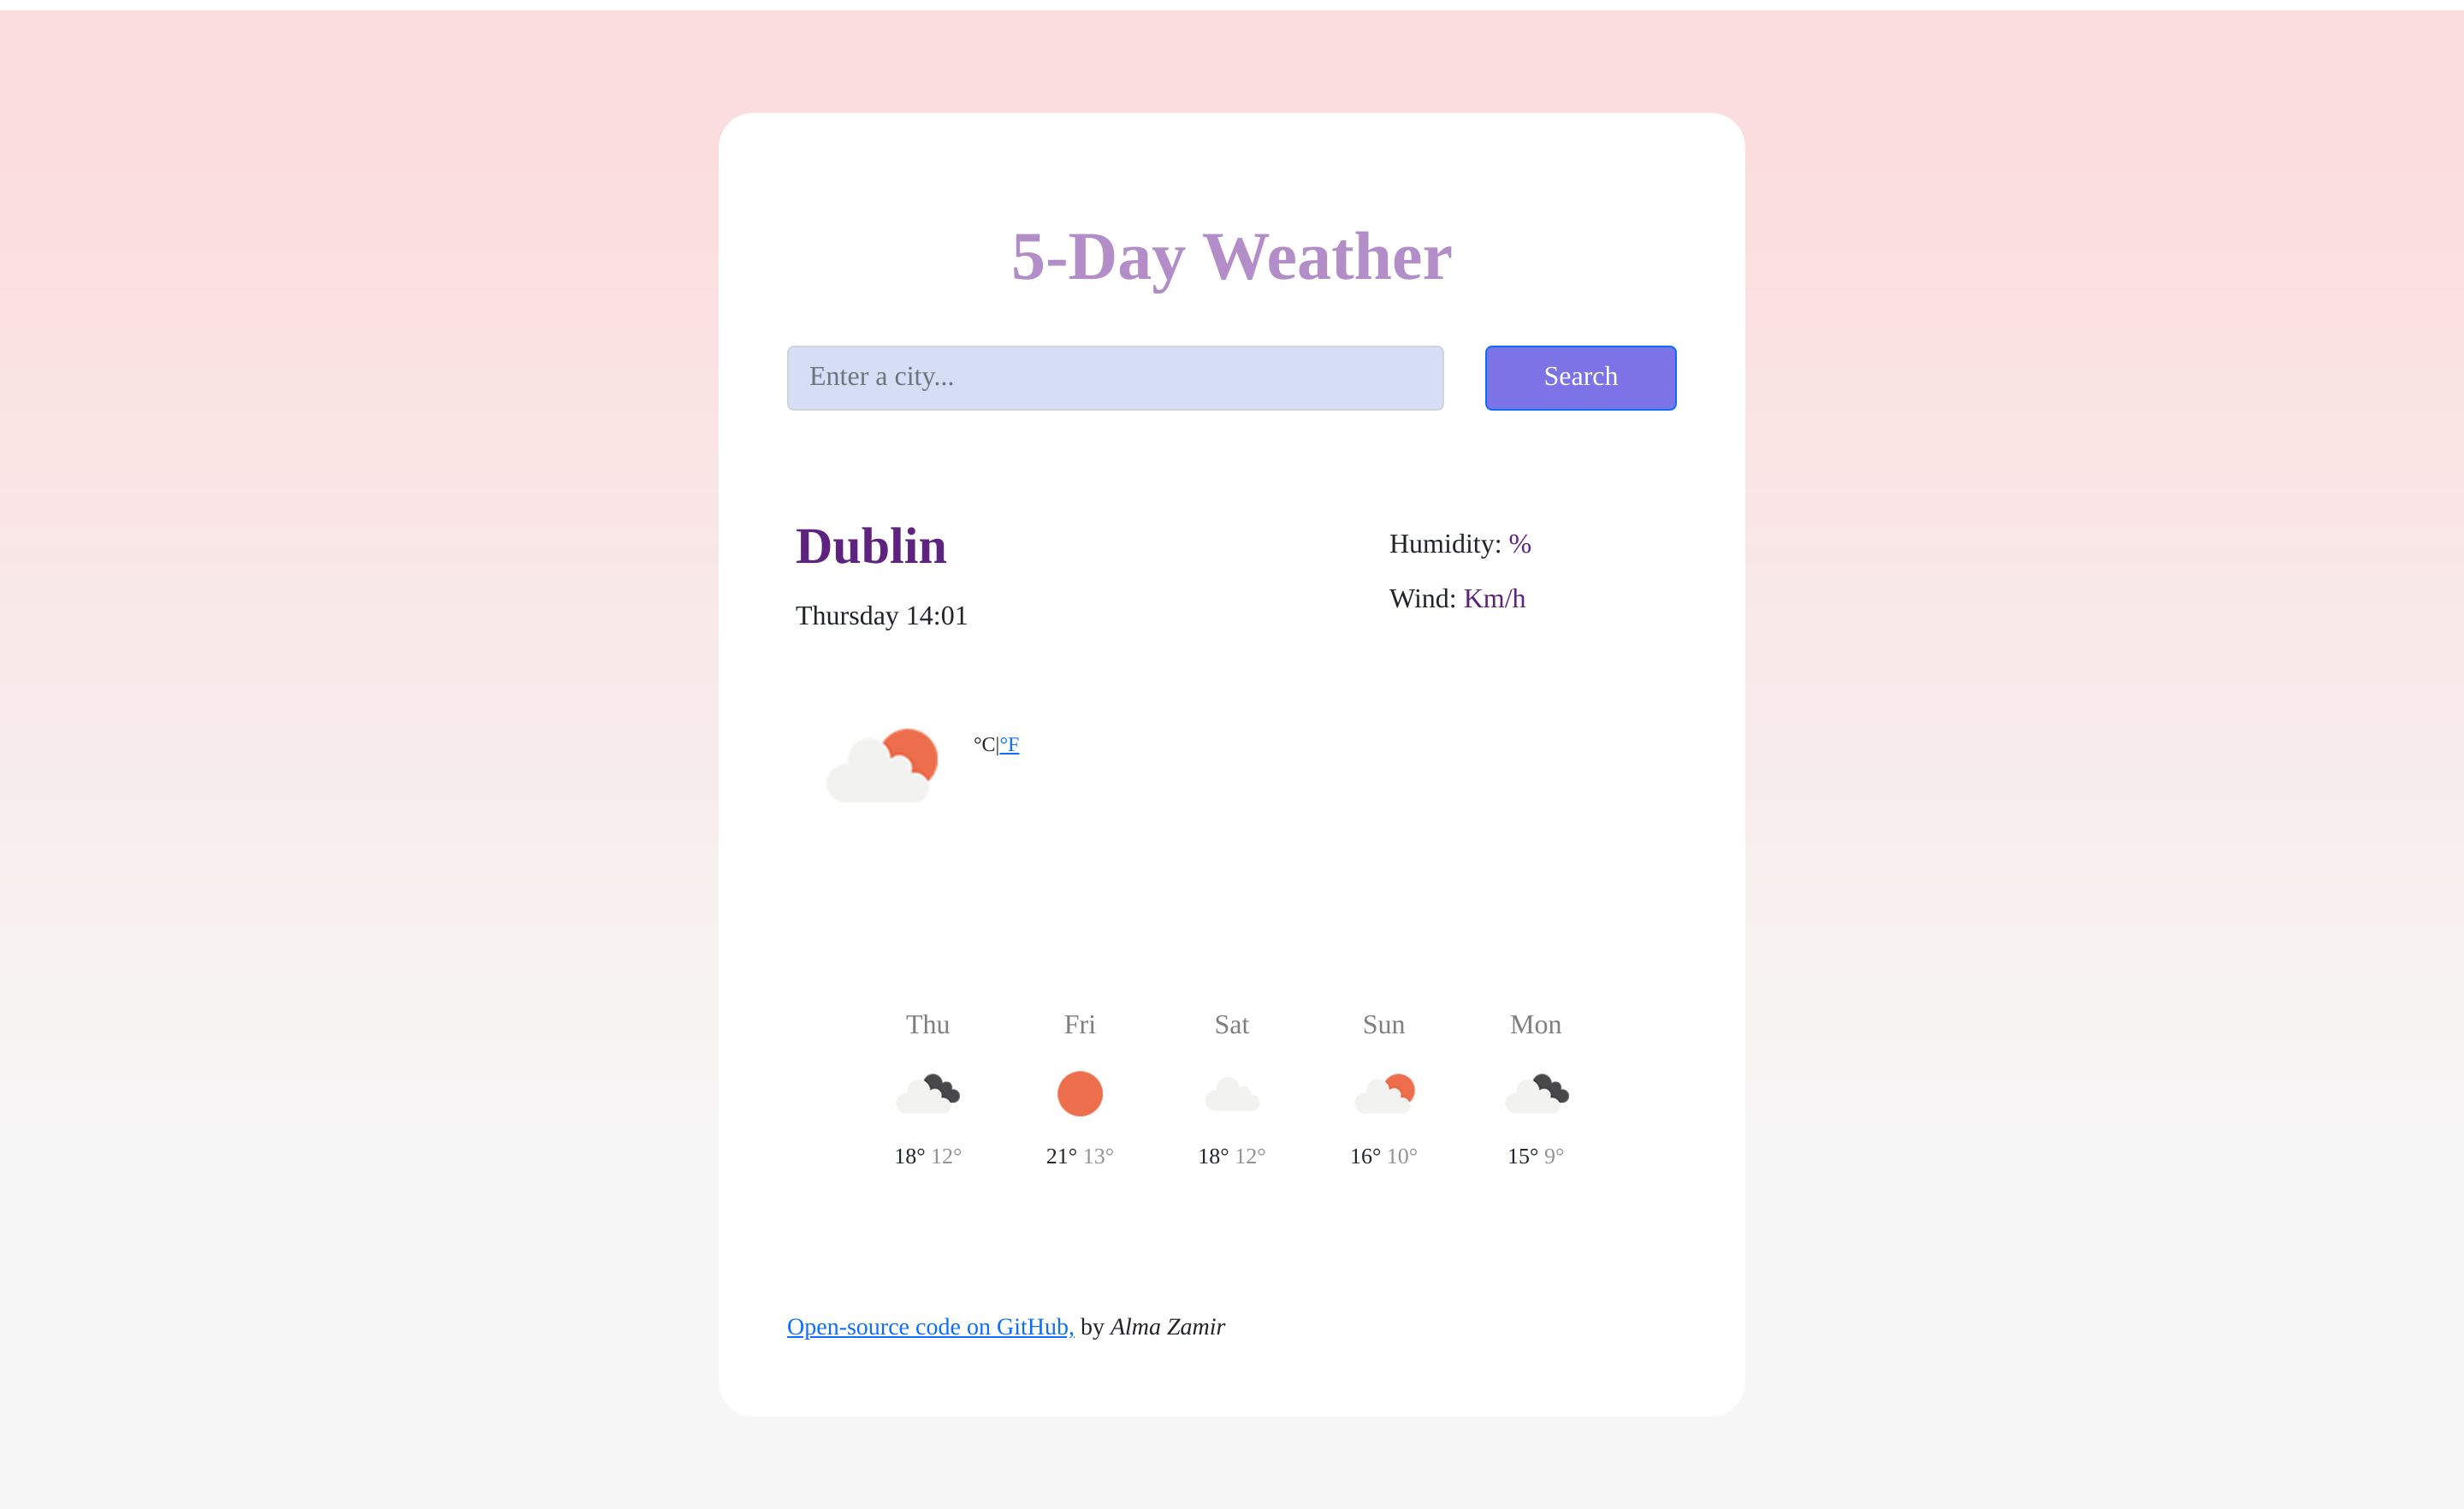 5-Day Weather
Enter a city...
Search
Dublin
Thursday 14:01
Humidity: %
Wind: Km/h
°C|°F
Thu Fri Sat Sun Mon
18° 12° 21° 13° 18° 12° 16° 10° 15° 9°
Open-source code on GitHub, by Alma Zamir